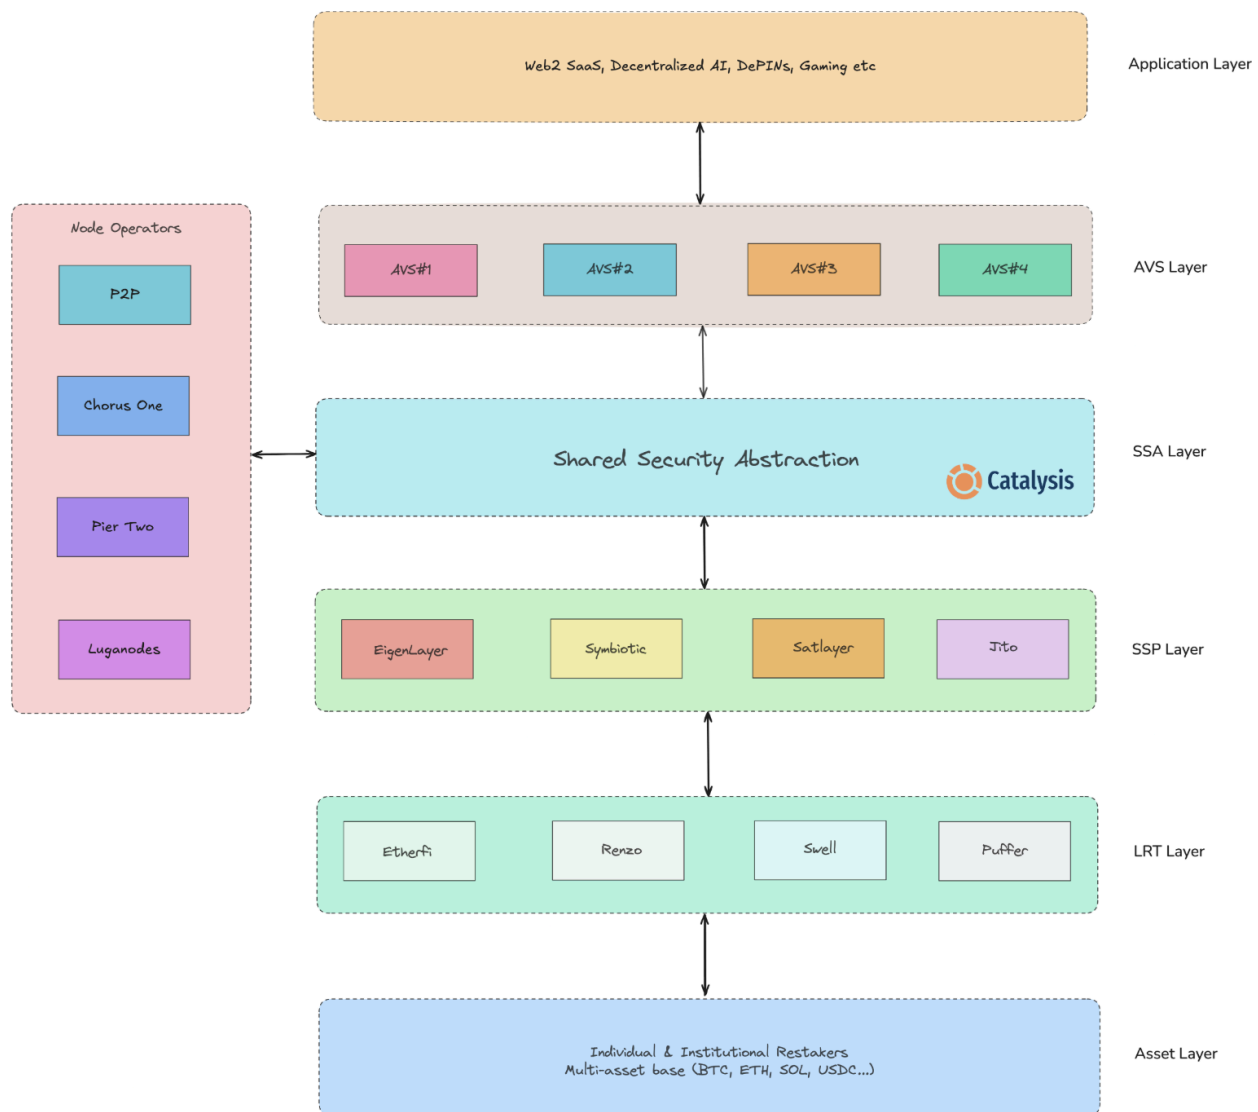 Web2 SaaS, Decentralized AI, DePINs, Gaming etc
Application Layer
Node Operators
P2P
Chorus One
Pier Two
Luganodes
AVS#1
AVS#2
AVS#3
AVS#4
AVS Layer
Shared Security Abstraction
Catalysis
SSA Layer
EigenLayer
Symbiotic
Satlayer
Jito
SSP Layer
Etherfi
Renzo
Swell
Puffer
LRT Layer
Individual & Institutional Restakers
Multi-asset base (BTC, ETH, SOL, USDC...)
Asset Layer